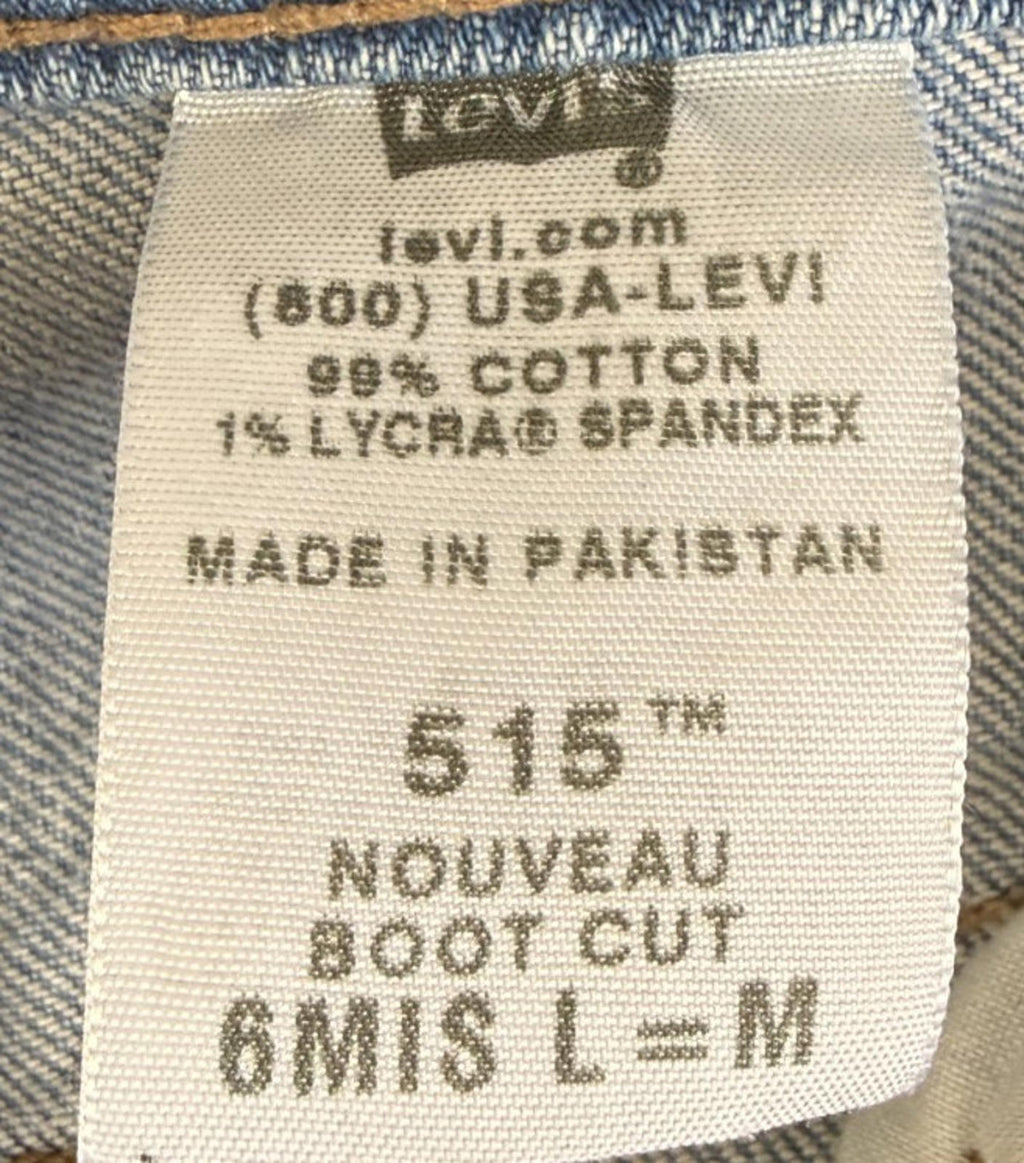 Levi's
®
levi.com
(800) USA-LEVI
99% COTTON
1% LYCRA® SPANDEX
MADE IN PAKISTAN
515™
NOUVEAU
BOOT CUT
6MIS L=M